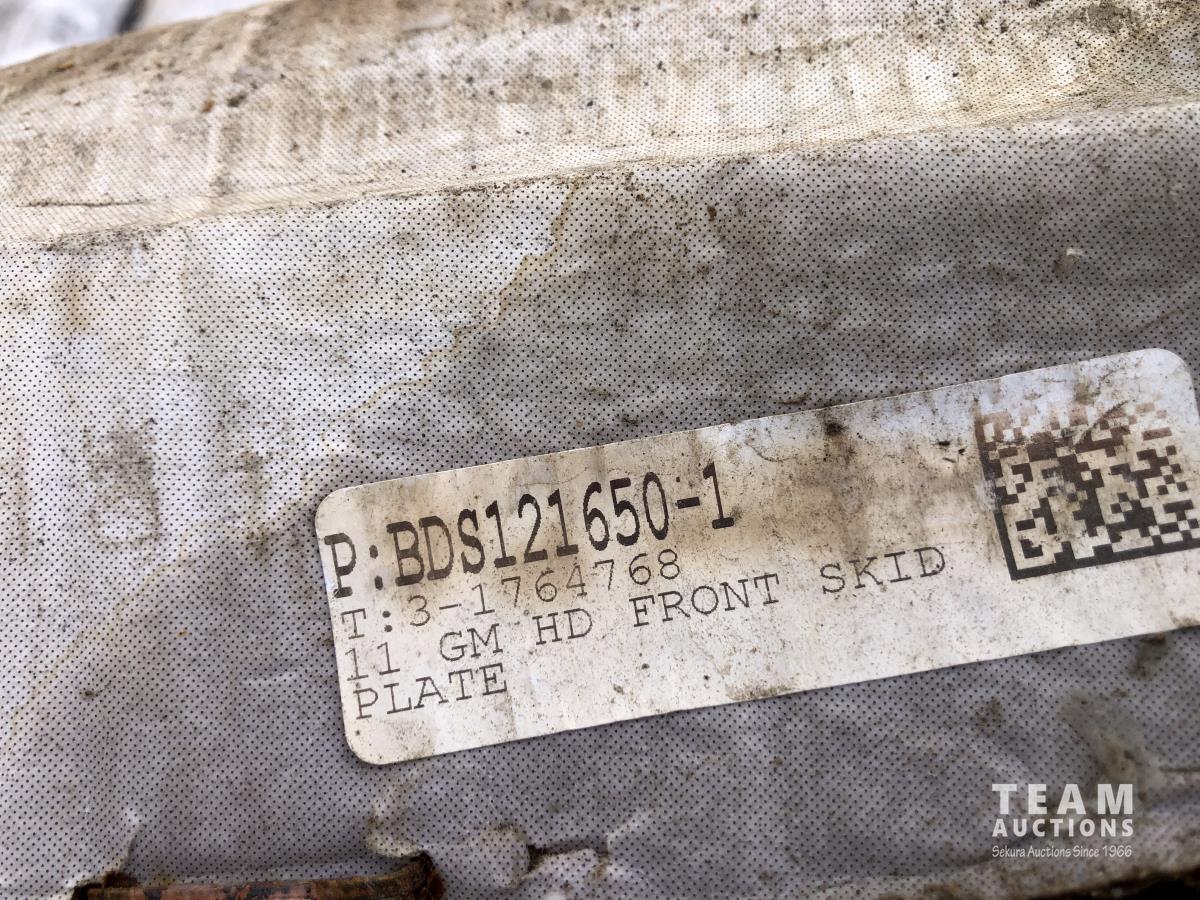 P:BDS121650-1
T:3-1764768
11 GM HD FRONT SKID
PLATE
TEAM
AUCTIONS
Sekura Auctions Since 1966